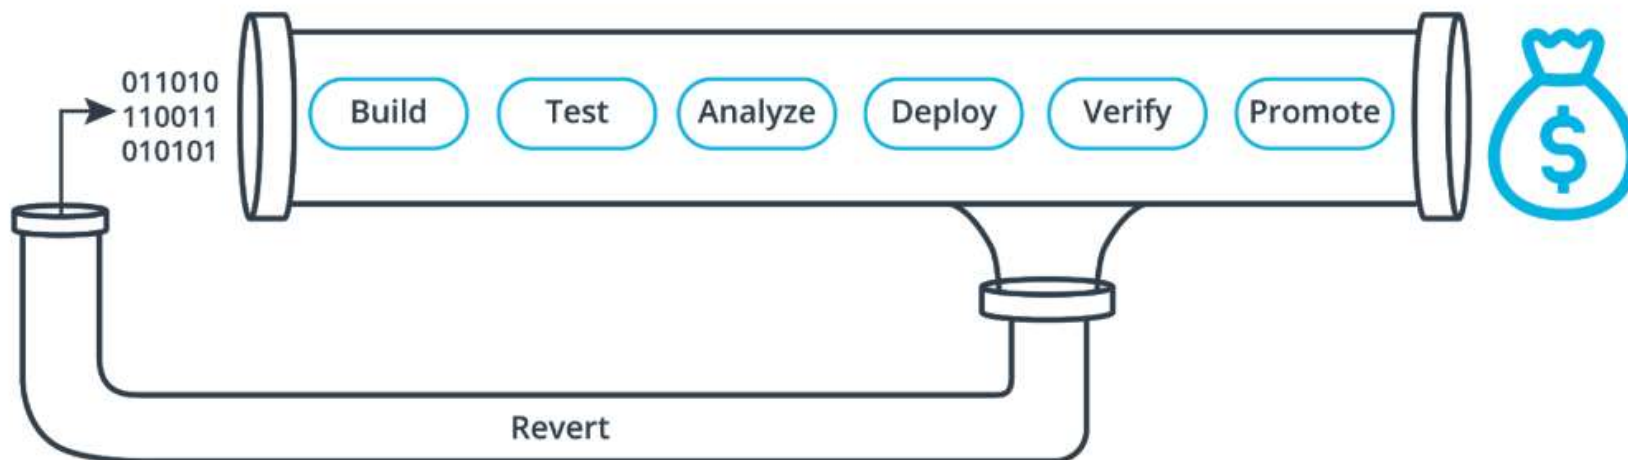 011010
110011
010101
Build
Test
Analyze
Deploy
Verify
Promote
$
Revert